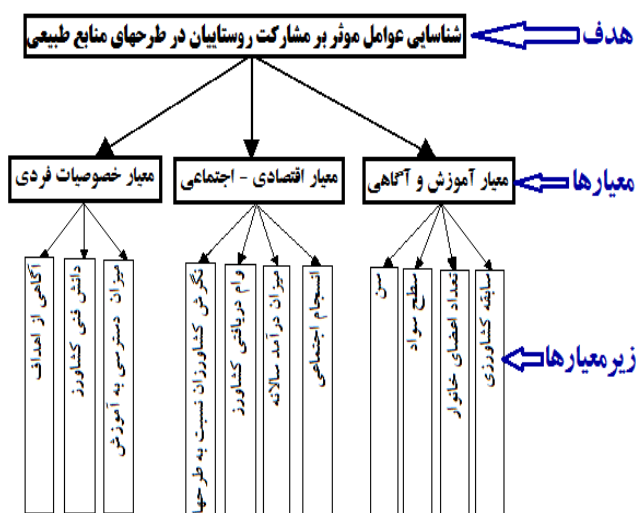 هدف
شناسایی عوامل موثر بر مشارکت روستاییان در طرحهای منابع طبیعی
معیارها
معیار آموزش و آگاهی
معیار اقتصادی - اجتماعی
معیار خصوصیات فردی
زیرمعیارها
سابقه کشاورزی
تعداد اعضای خانوار
سطح سواد
سن
انسجام اجتماعی
میزان درآمد سالانه
وام دریافتی کشاورز
نگرش کشاورزان نسبت به طرحها
میزان دسترسی به آموزش
دانش فنی کشاورز
آگاهی از اهداف